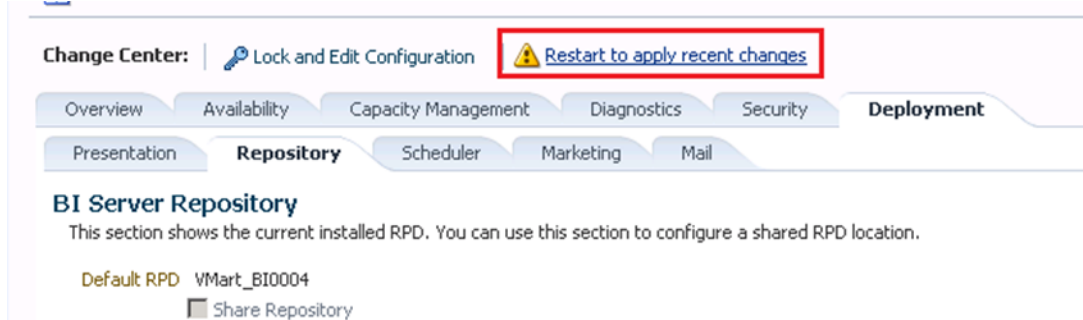 Change Center: Lock and Edit Configuration Restart to apply recent changes
Overview Availability Capacity Management Diagnostics Security Deployment
Presentation Repository Scheduler Marketing Mail
BI Server Repository
This section shows the current installed RPD. You can use this section to configure a shared RPD location.
Default RPD VMart_BI0004
Share Repository